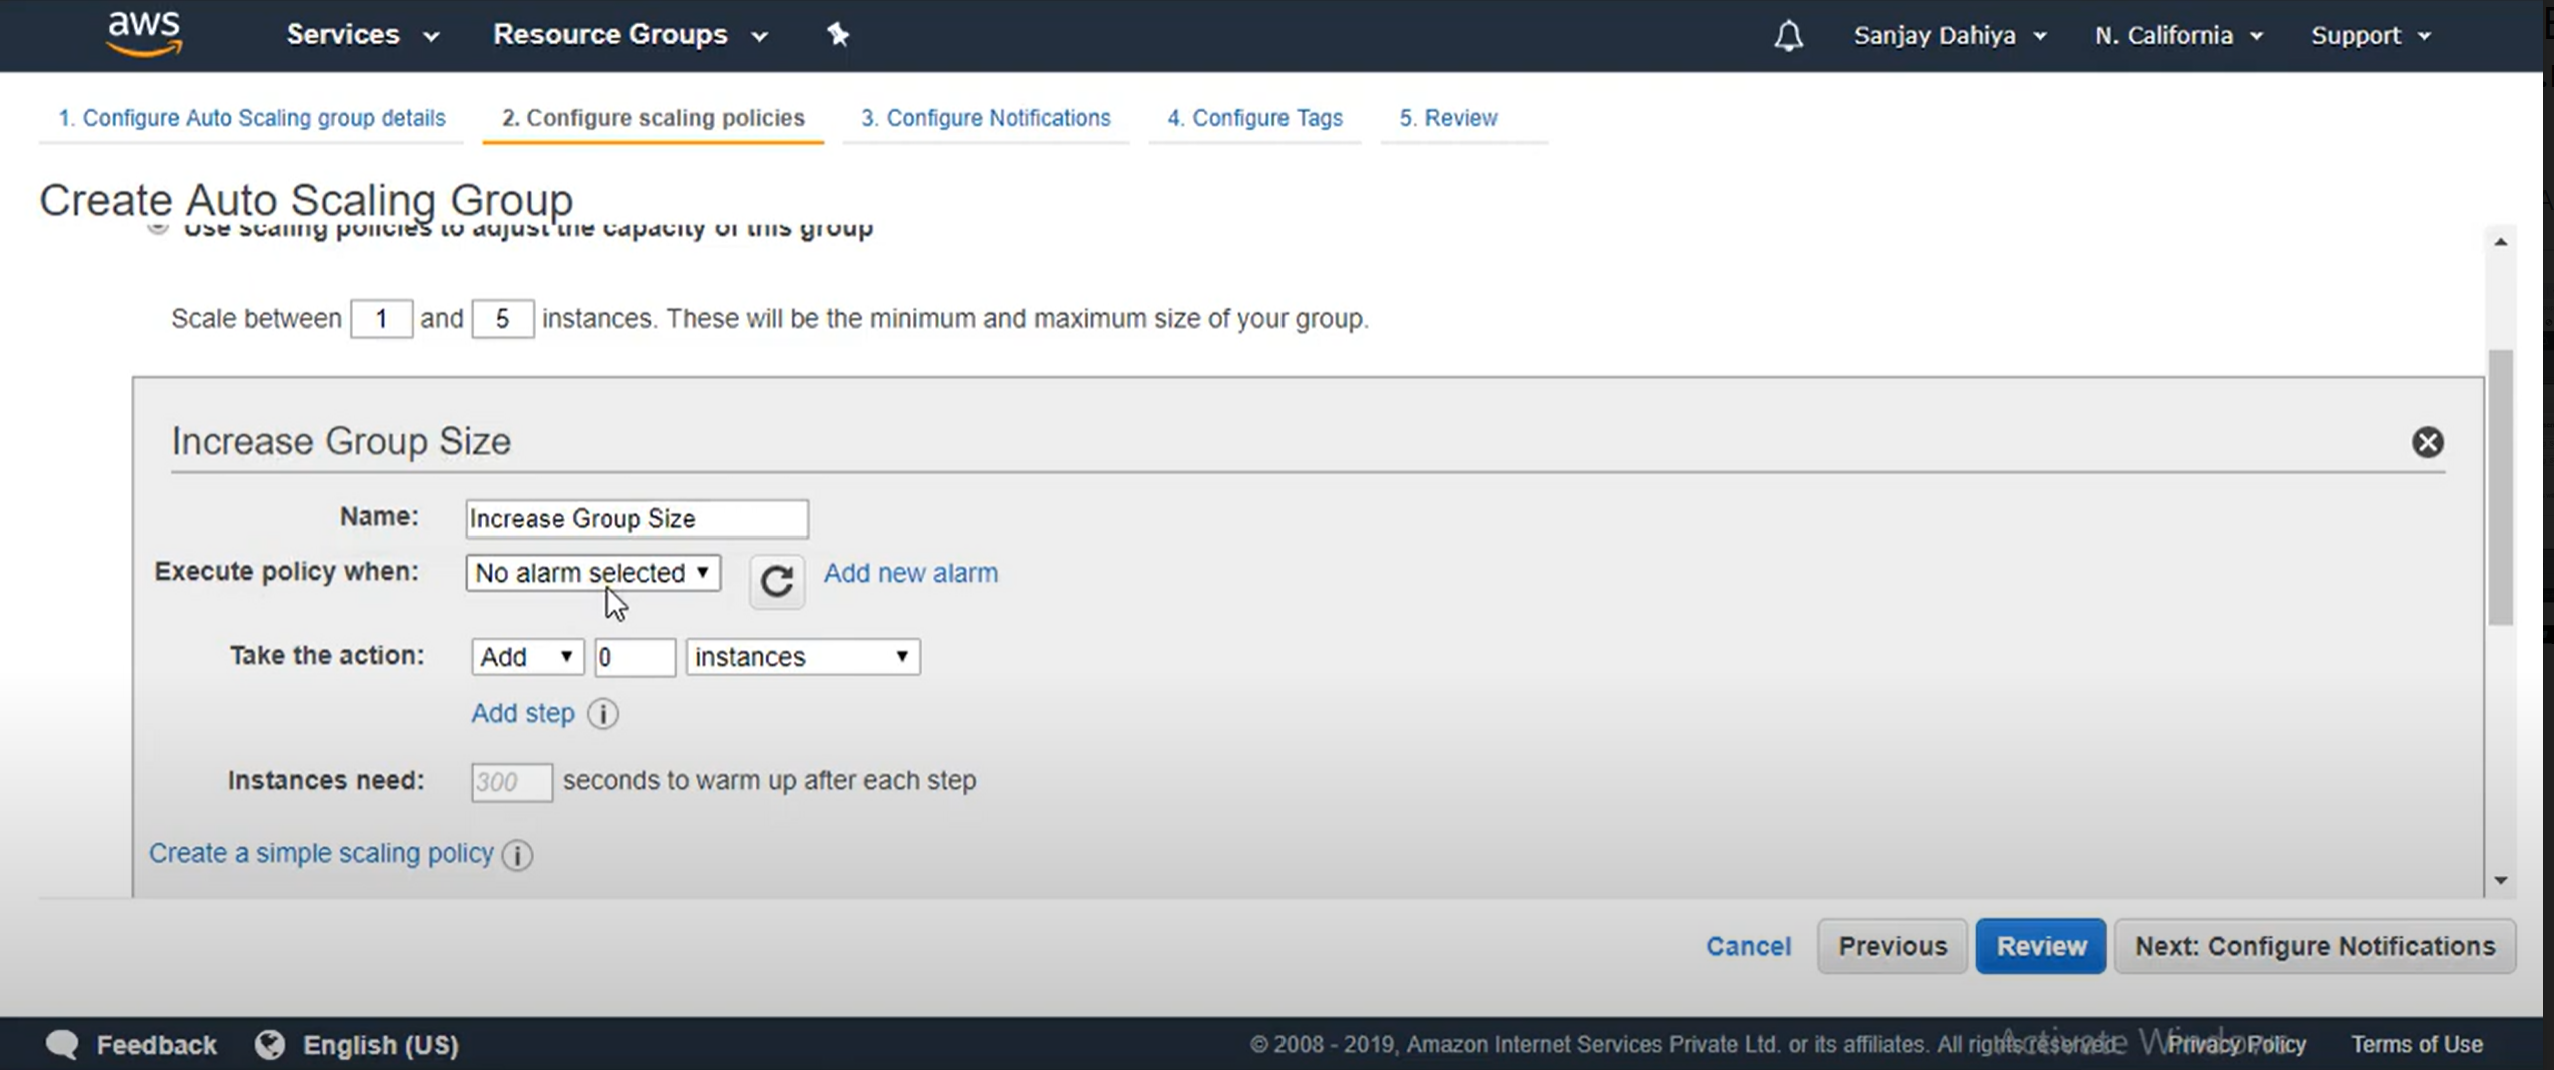 aws Services Resource Groups Sanjay Dahiya N. California Support
1. Configure Auto Scaling group details 2. Configure scaling policies 3. Configure Notifications 4. Configure Tags 5. Review
Create Auto Scaling Group
Use scaling policies to adjust the capacity of this group
Scale between 1 and 5 instances. These will be the minimum and maximum size of your group.
Increase Group Size
Name: Increase Group Size
Execute policy when: No alarm selected Add new alarm
Take the action: Add 0 instances
Add step
Instances need: 300 seconds to warm up after each step
Create a simple scaling policy
Cancel Previous Review Next: Configure Notifications
Feedback English (US) © 2008 - 2019, Amazon Internet Services Private Ltd. or its affiliates. All rights reserved. Activate Windows Privacy Policy Terms of Use